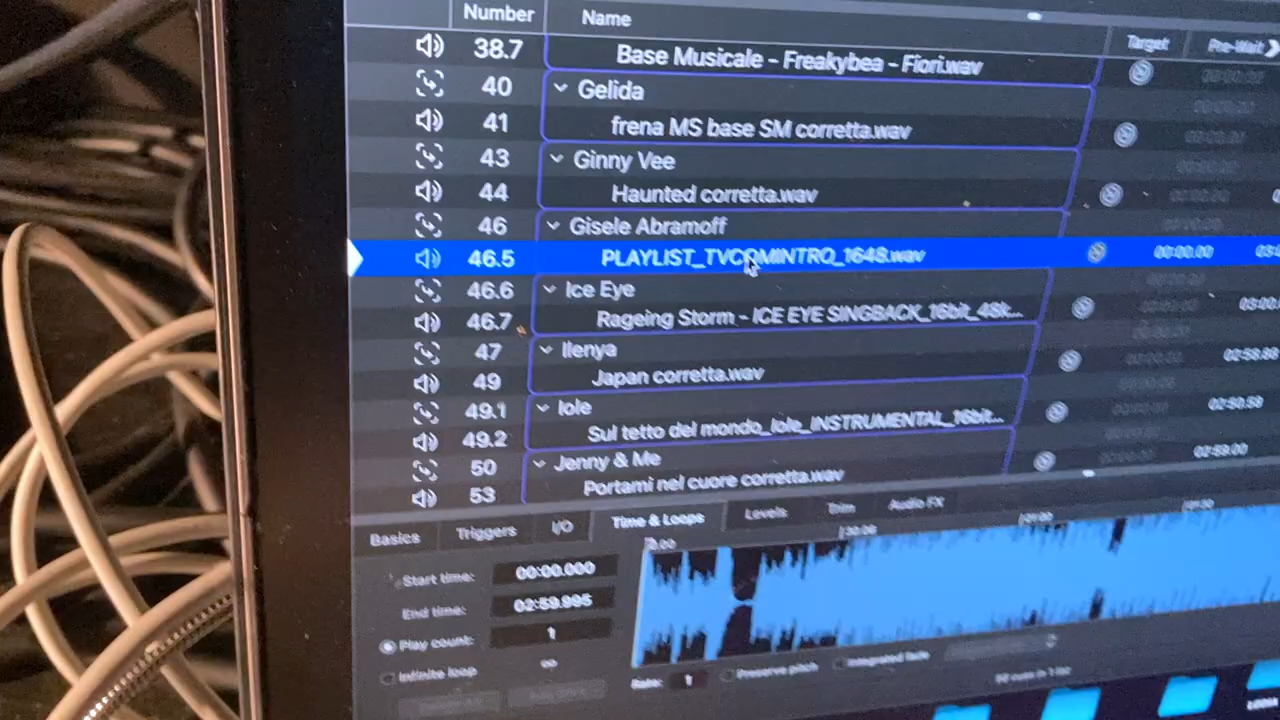 Number Name Target Pre-Wait
38.7 Base Musicale - Freakybea - Fiori.wav
40 Gelida
41 frena MS base SM corretta.wav
43 Ginny Vee
44 Haunted corretta.wav
46 Gisele Abramoff
46.5 PLAYLIST_TVCOMINTRO_1648.wav 00:00.00
46.6 Ice Eye
46.7 Rageing Storm - ICE EYE SINGBACK_16bit_48k... 03:00
47 Ilenya
49 Japan corretta.wav 02:58.88
49.1 Iole
49.2 Sul tetto del mondo_Iole_INSTRUMENTAL_16bit... 02:50.58
50 Jenny & Me
53 Portami nel cuore corretta.wav 02:59.00
Basics Triggers I/O Time & Loops Levels Trim Audio FX
Start time: 00:00.000
End time: 02:59.995
Play count: 1
Infinite loop ∞
Rate: 1 Preserve pitch Integrated fade